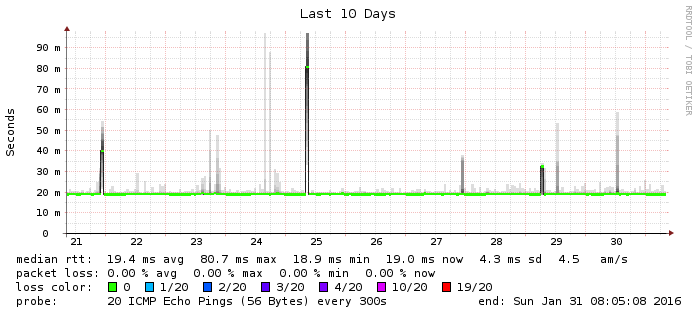 Last 10 Days
RRDTOOL / TOBI OETIKER
Seconds
90 m
80 m
70 m
60 m
50 m
40 m
30 m
20 m
10 m
0
21 22 23 24 25 26 27 28 29 30
median rtt: 19.4 ms avg 80.7 ms max 18.9 ms min 19.0 ms now 4.3 ms sd 4.5 am/s
packet loss: 0.00 % avg 0.00 % max 0.00 % min 0.00 % now
loss color: 0 1/20 2/20 3/20 4/20 10/20 19/20
probe: 20 ICMP Echo Pings (56 Bytes) every 300s end: Sun Jan 31 08:05:08 2016